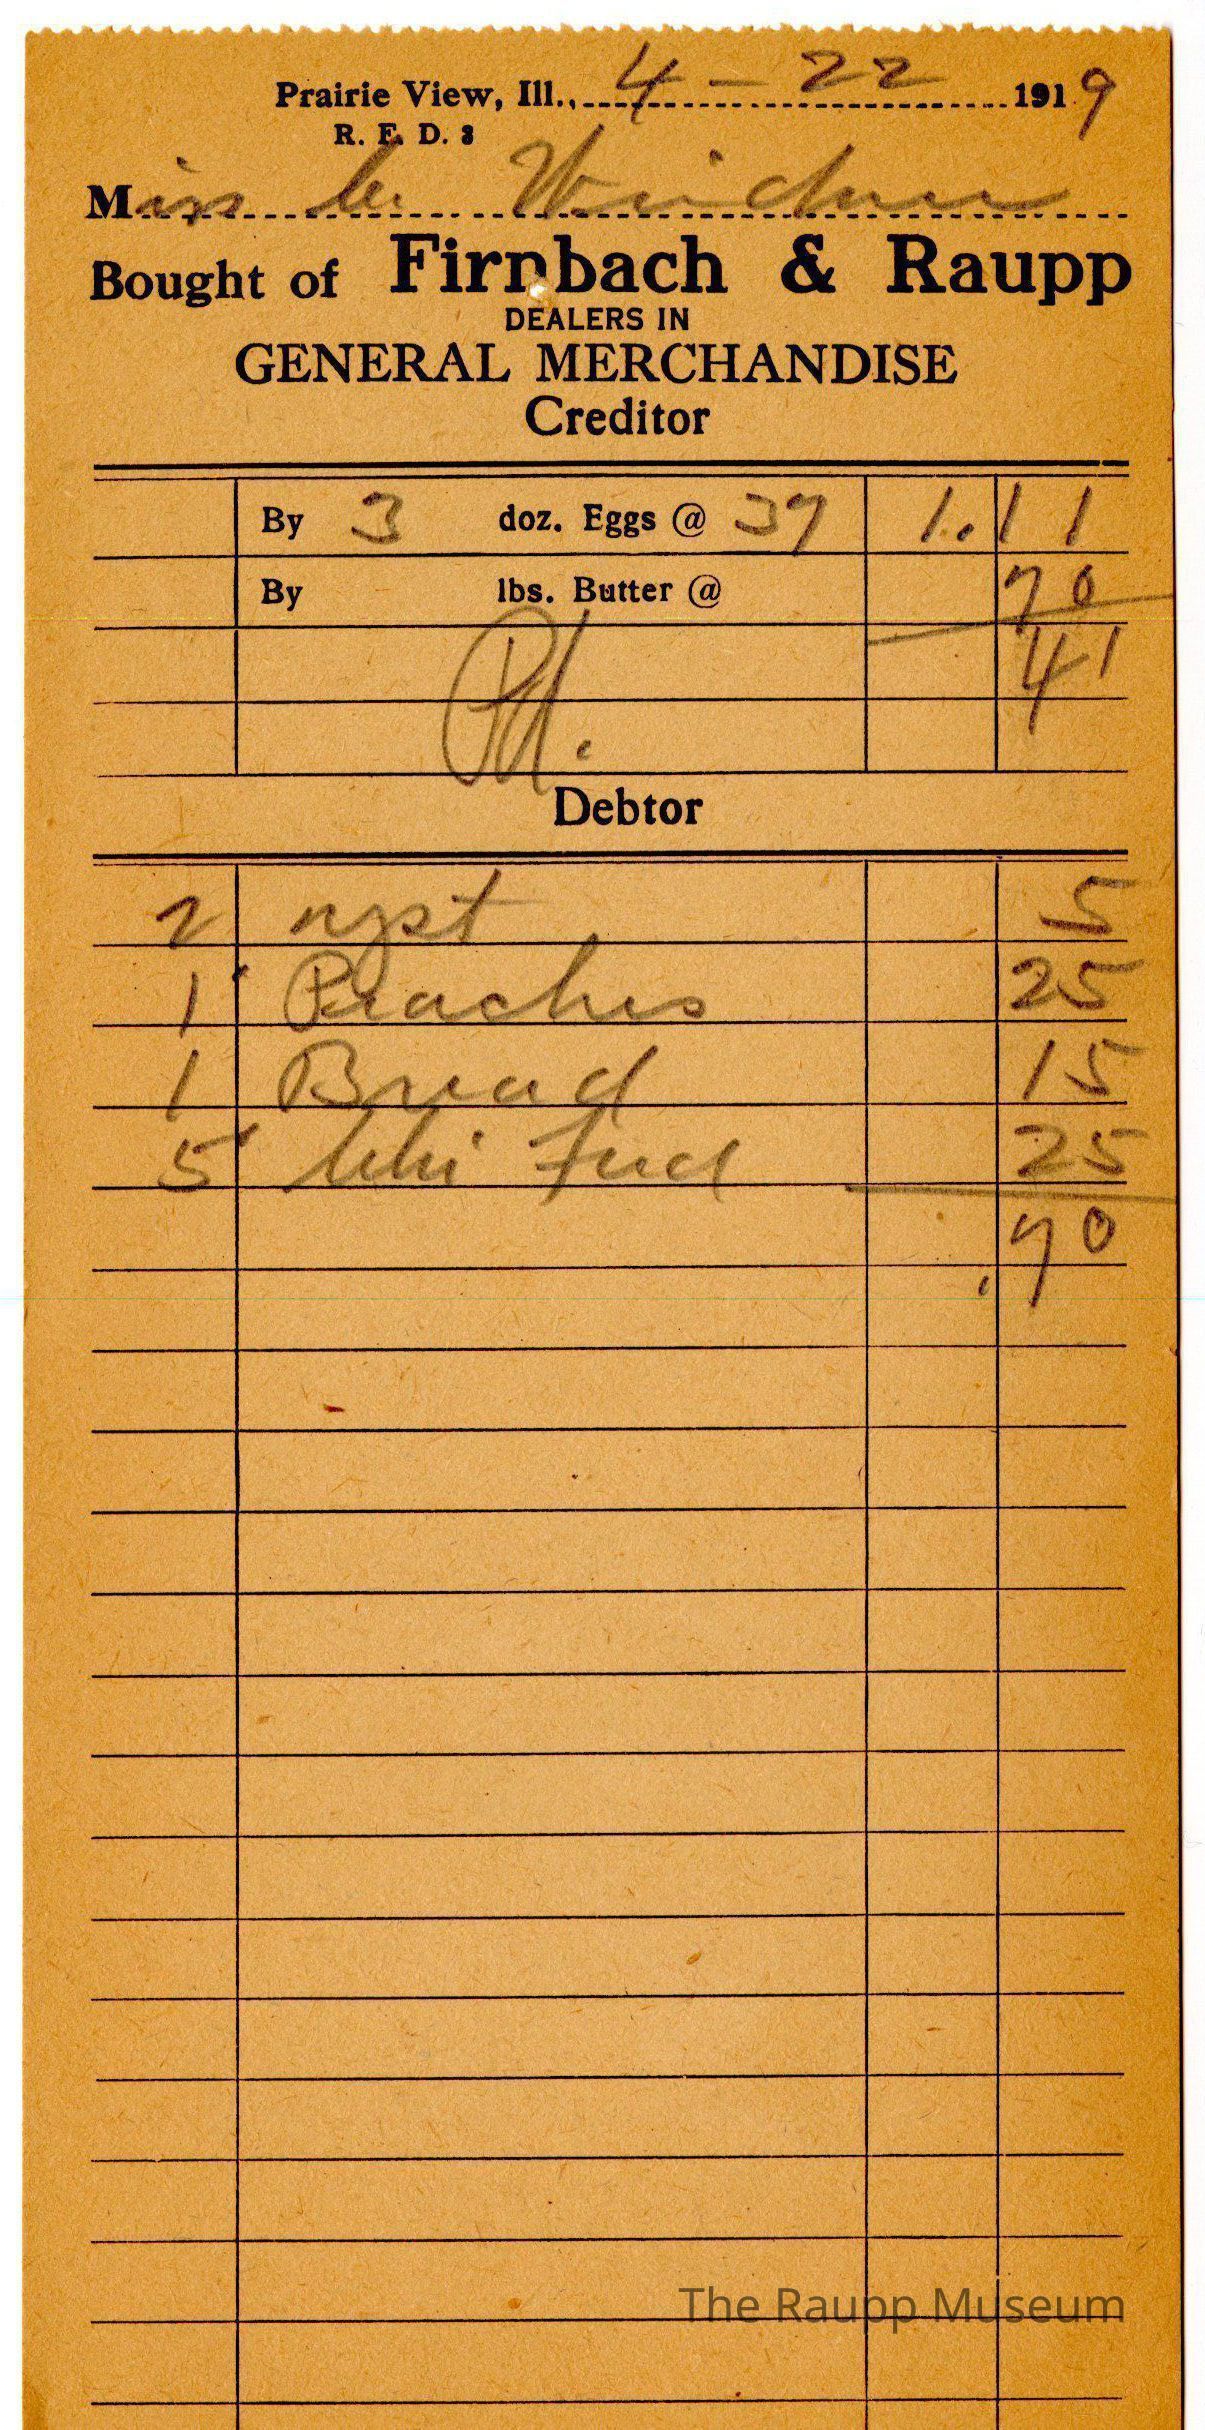 Prairie View, Ill., 4 - 22 1919
R. F. D. 3
Miss
Bought of Firnbach & Raupp
DEALERS IN
GENERAL MERCHANDISE
Creditor
By 3 doz. Eggs @ 37 1.11
By lbs. Butter @ 70
41
Pd.
Debtor
2 5
1 Peaches 25
1 Bread 15
5 Chi Feed 25
.70
The Raupp Museum